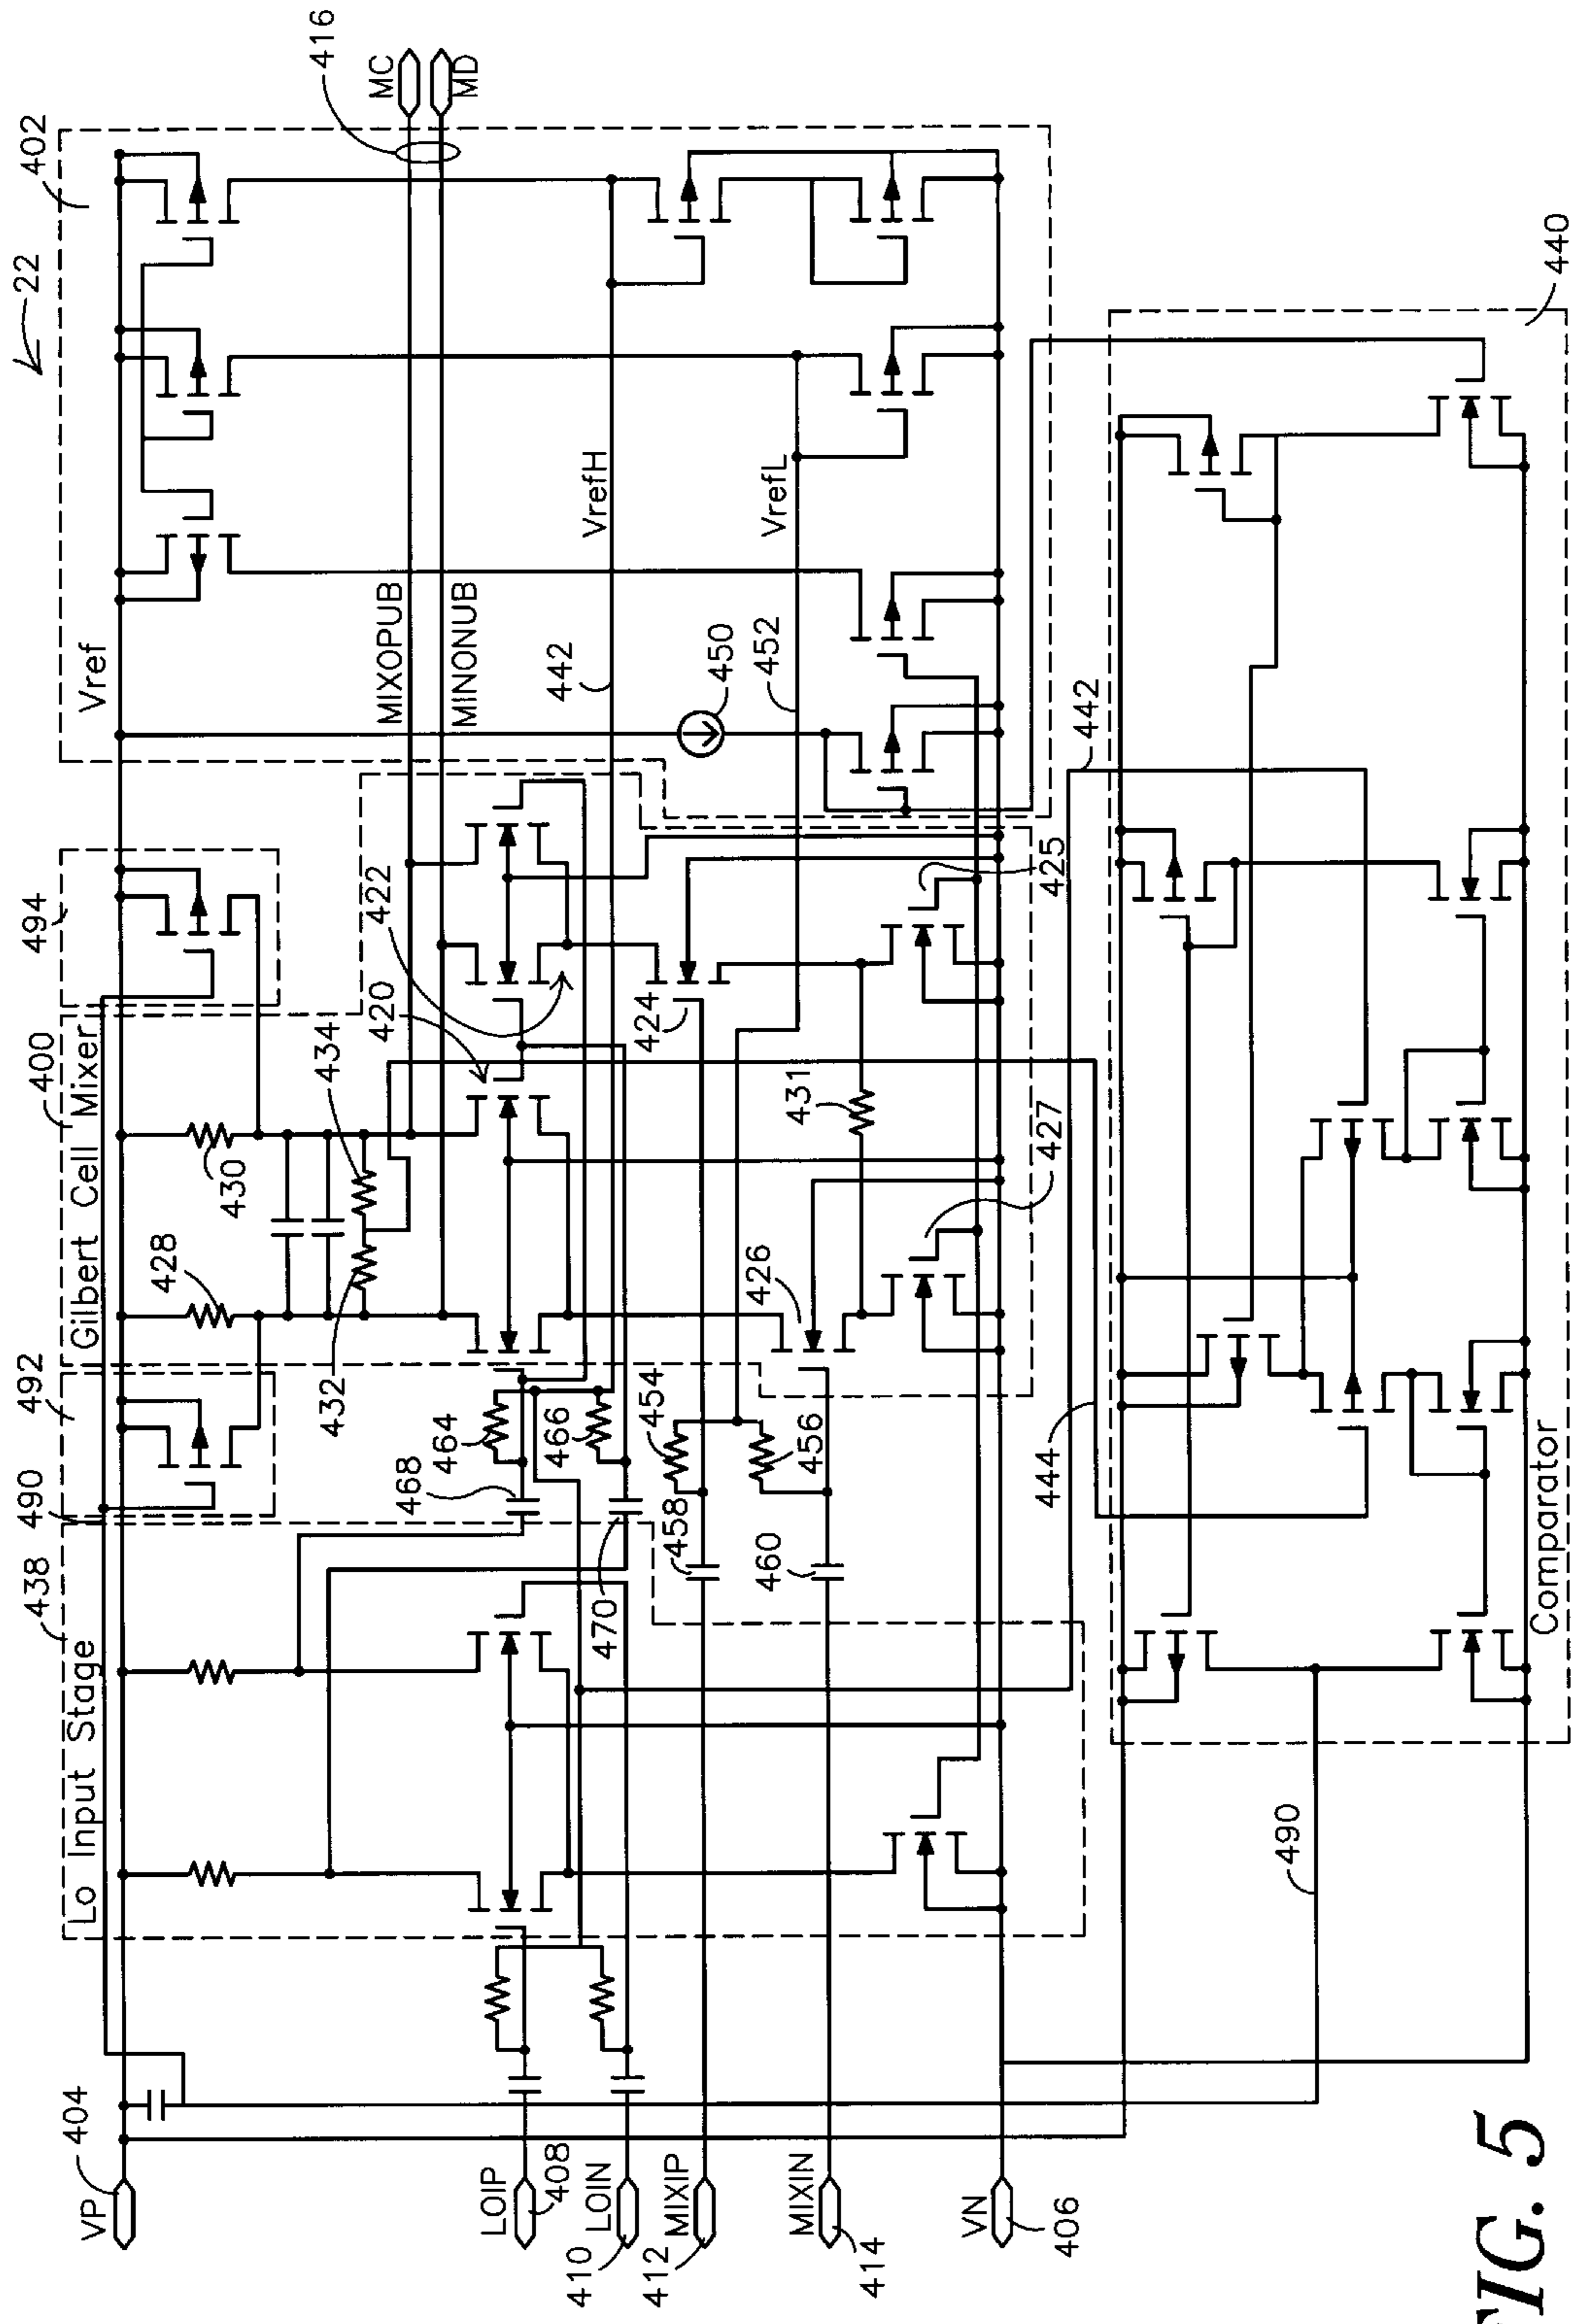 22
402
416
MC
MD
Vref
MIXOPUB
MINONUB
VrefH
442
VrefL
450
452
494
400
Gilbert Cell Mixer
422
420
434
430
428
432
424
425
431
427
426
442
444
492
490
438
Lo Input Stage
464
466
468
470
454
456
458
460
VP
404
LOIP
408
LOIN
410
MIXIP
412
MIXIN
414
VN
406
440
Comparator
490
FIG. 5